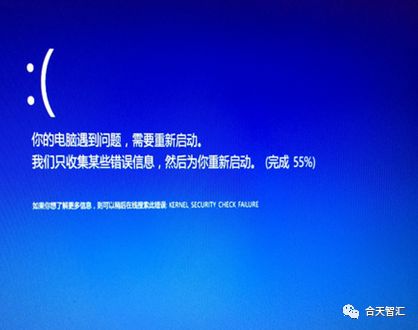 :(
你的电脑遇到问题，需要重新启动。
我们只收集某些错误信息，然后为你重新启动。(完成 55%)
如果你想了解更多信息，则可以稍后在线搜索此错误: KERNEL SECURITY CHECK FAILURE
合天智汇